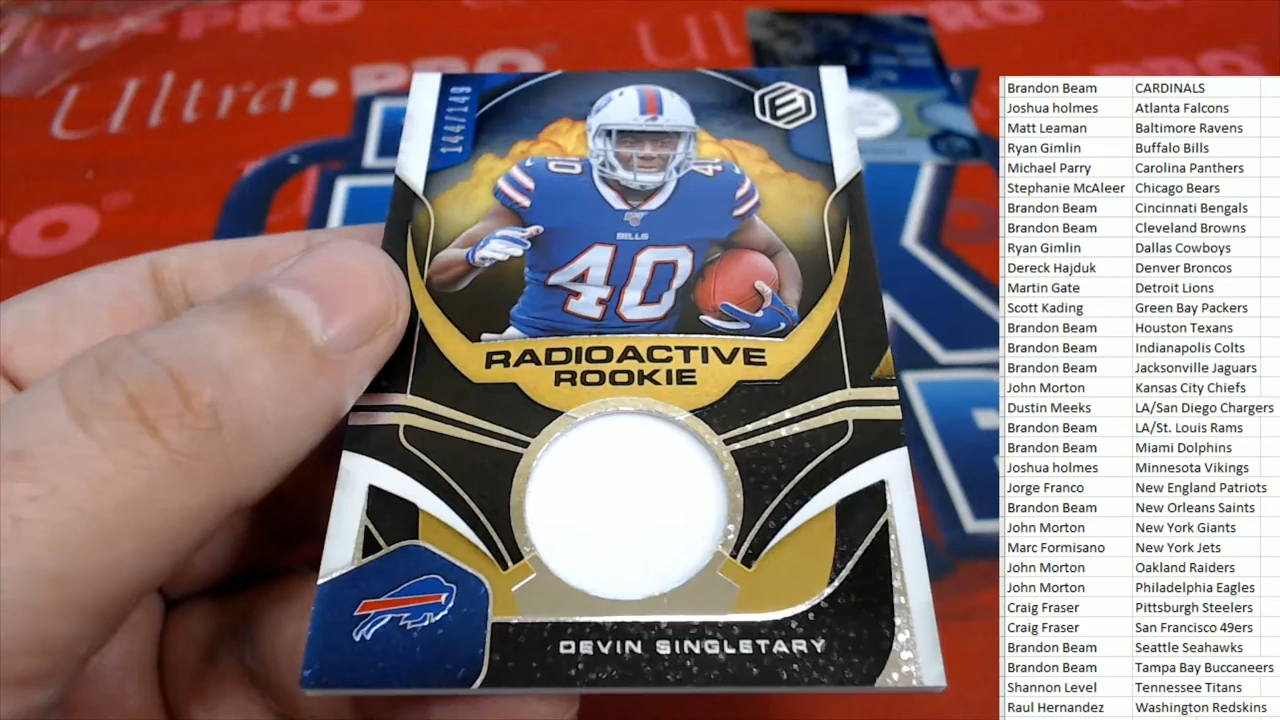 Ultra PRO
Ultra PRO
Ultra PRO
144/149
E
40
40
BILLS
40
RADIOACTIVE
ROOKIE
DEVIN SINGLETARY
Brandon Beam CARDINALS
Joshua holmes Atlanta Falcons
Matt Leaman Baltimore Ravens
Ryan Gimlin Buffalo Bills
Michael Parry Carolina Panthers
Stephanie McAleer Chicago Bears
Brandon Beam Cincinnati Bengals
Brandon Beam Cleveland Browns
Ryan Gimlin Dallas Cowboys
Dereck Hajduk Denver Broncos
Martin Gate Detroit Lions
Scott Kading Green Bay Packers
Brandon Beam Houston Texans
Brandon Beam Indianapolis Colts
Brandon Beam Jacksonville Jaguars
John Morton Kansas City Chiefs
Dustin Meeks LA/San Diego Chargers
Brandon Beam LA/St. Louis Rams
Brandon Beam Miami Dolphins
Joshua holmes Minnesota Vikings
Jorge Franco New England Patriots
Brandon Beam New Orleans Saints
John Morton New York Giants
Marc Formisano New York Jets
John Morton Oakland Raiders
John Morton Philadelphia Eagles
Craig Fraser Pittsburgh Steelers
Craig Fraser San Francisco 49ers
Brandon Beam Seattle Seahawks
Brandon Beam Tampa Bay Buccaneers
Shannon Level Tennessee Titans
Raul Hernandez Washington Redskins